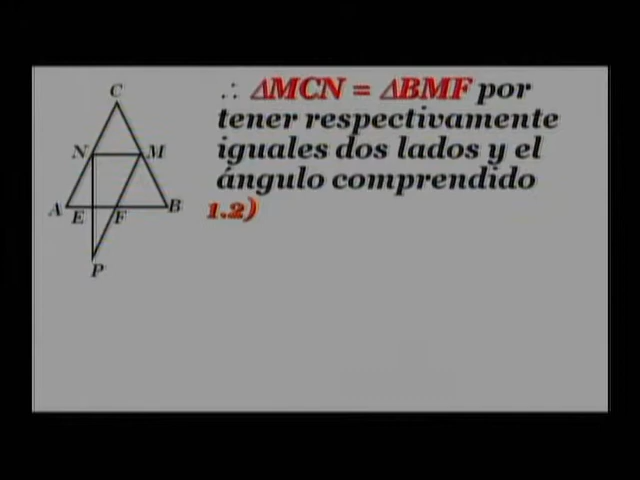 ∴ ΔMCN = ΔBMF por
tener respectivamente
iguales dos lados y el
ángulo comprendido
1.2)
C
N M
A E F B
P